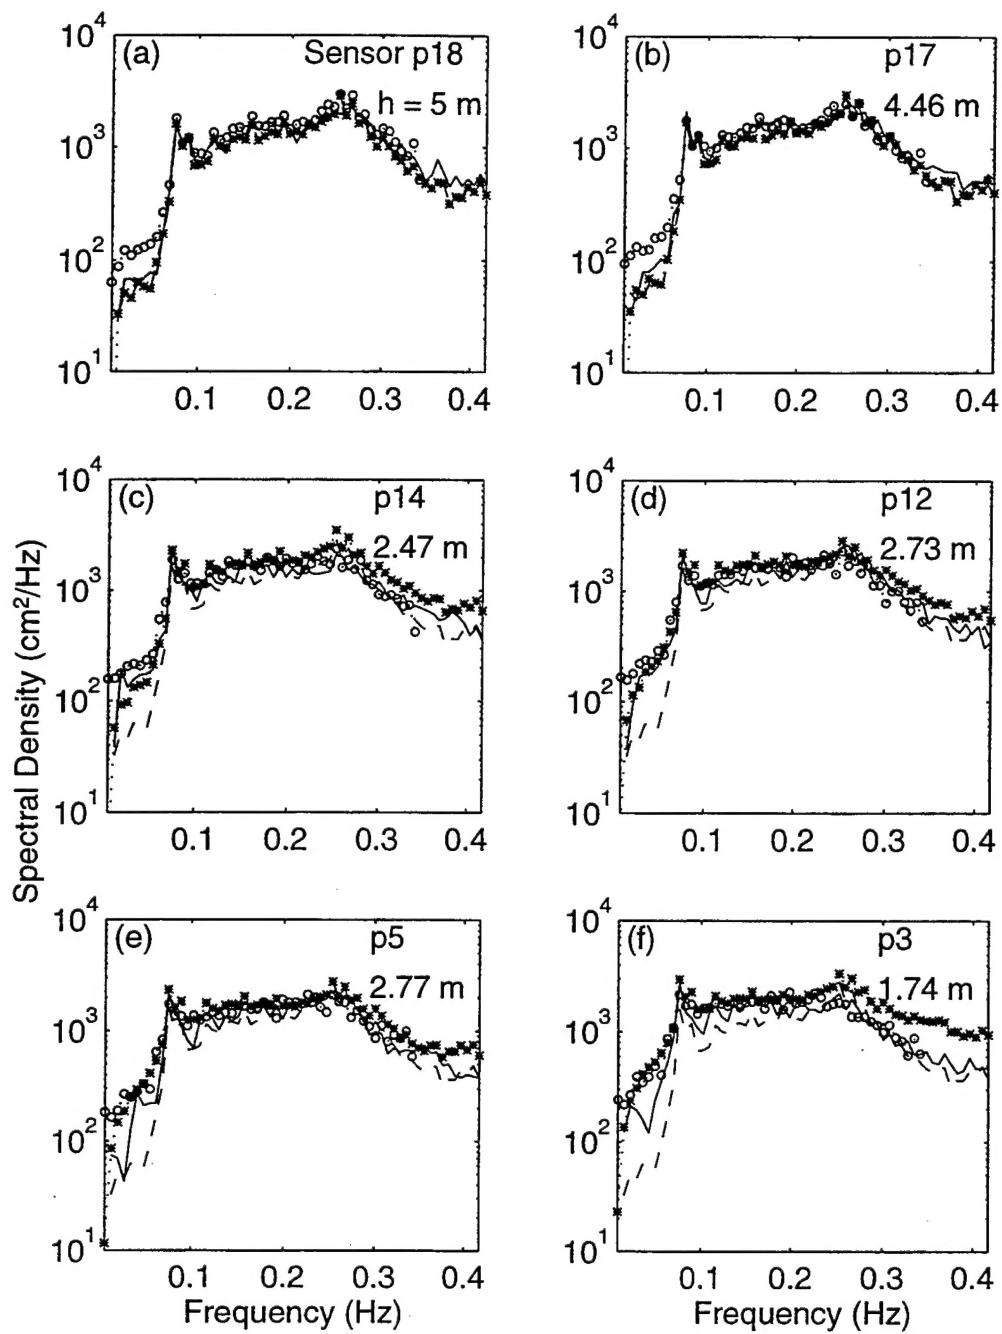 (a) Sensor p18
h = 5 m
10^4
10^3
10^2
10^1
0.1 0.2 0.3 0.4
(b) p17
4.46 m
10^4
10^3
10^2
10^1
0.1 0.2 0.3 0.4
Spectral Density (cm²/Hz)
(c) p14
2.47 m
10^4
10^3
10^2
10^1
0.1 0.2 0.3 0.4
(d) p12
2.73 m
10^4
10^3
10^2
10^1
0.1 0.2 0.3 0.4
(e) p5
2.77 m
10^4
10^3
10^2
10^1
0.1 0.2 0.3 0.4
Frequency (Hz)
(f) p3
1.74 m
10^4
10^3
10^2
10^1
0.1 0.2 0.3 0.4
Frequency (Hz)